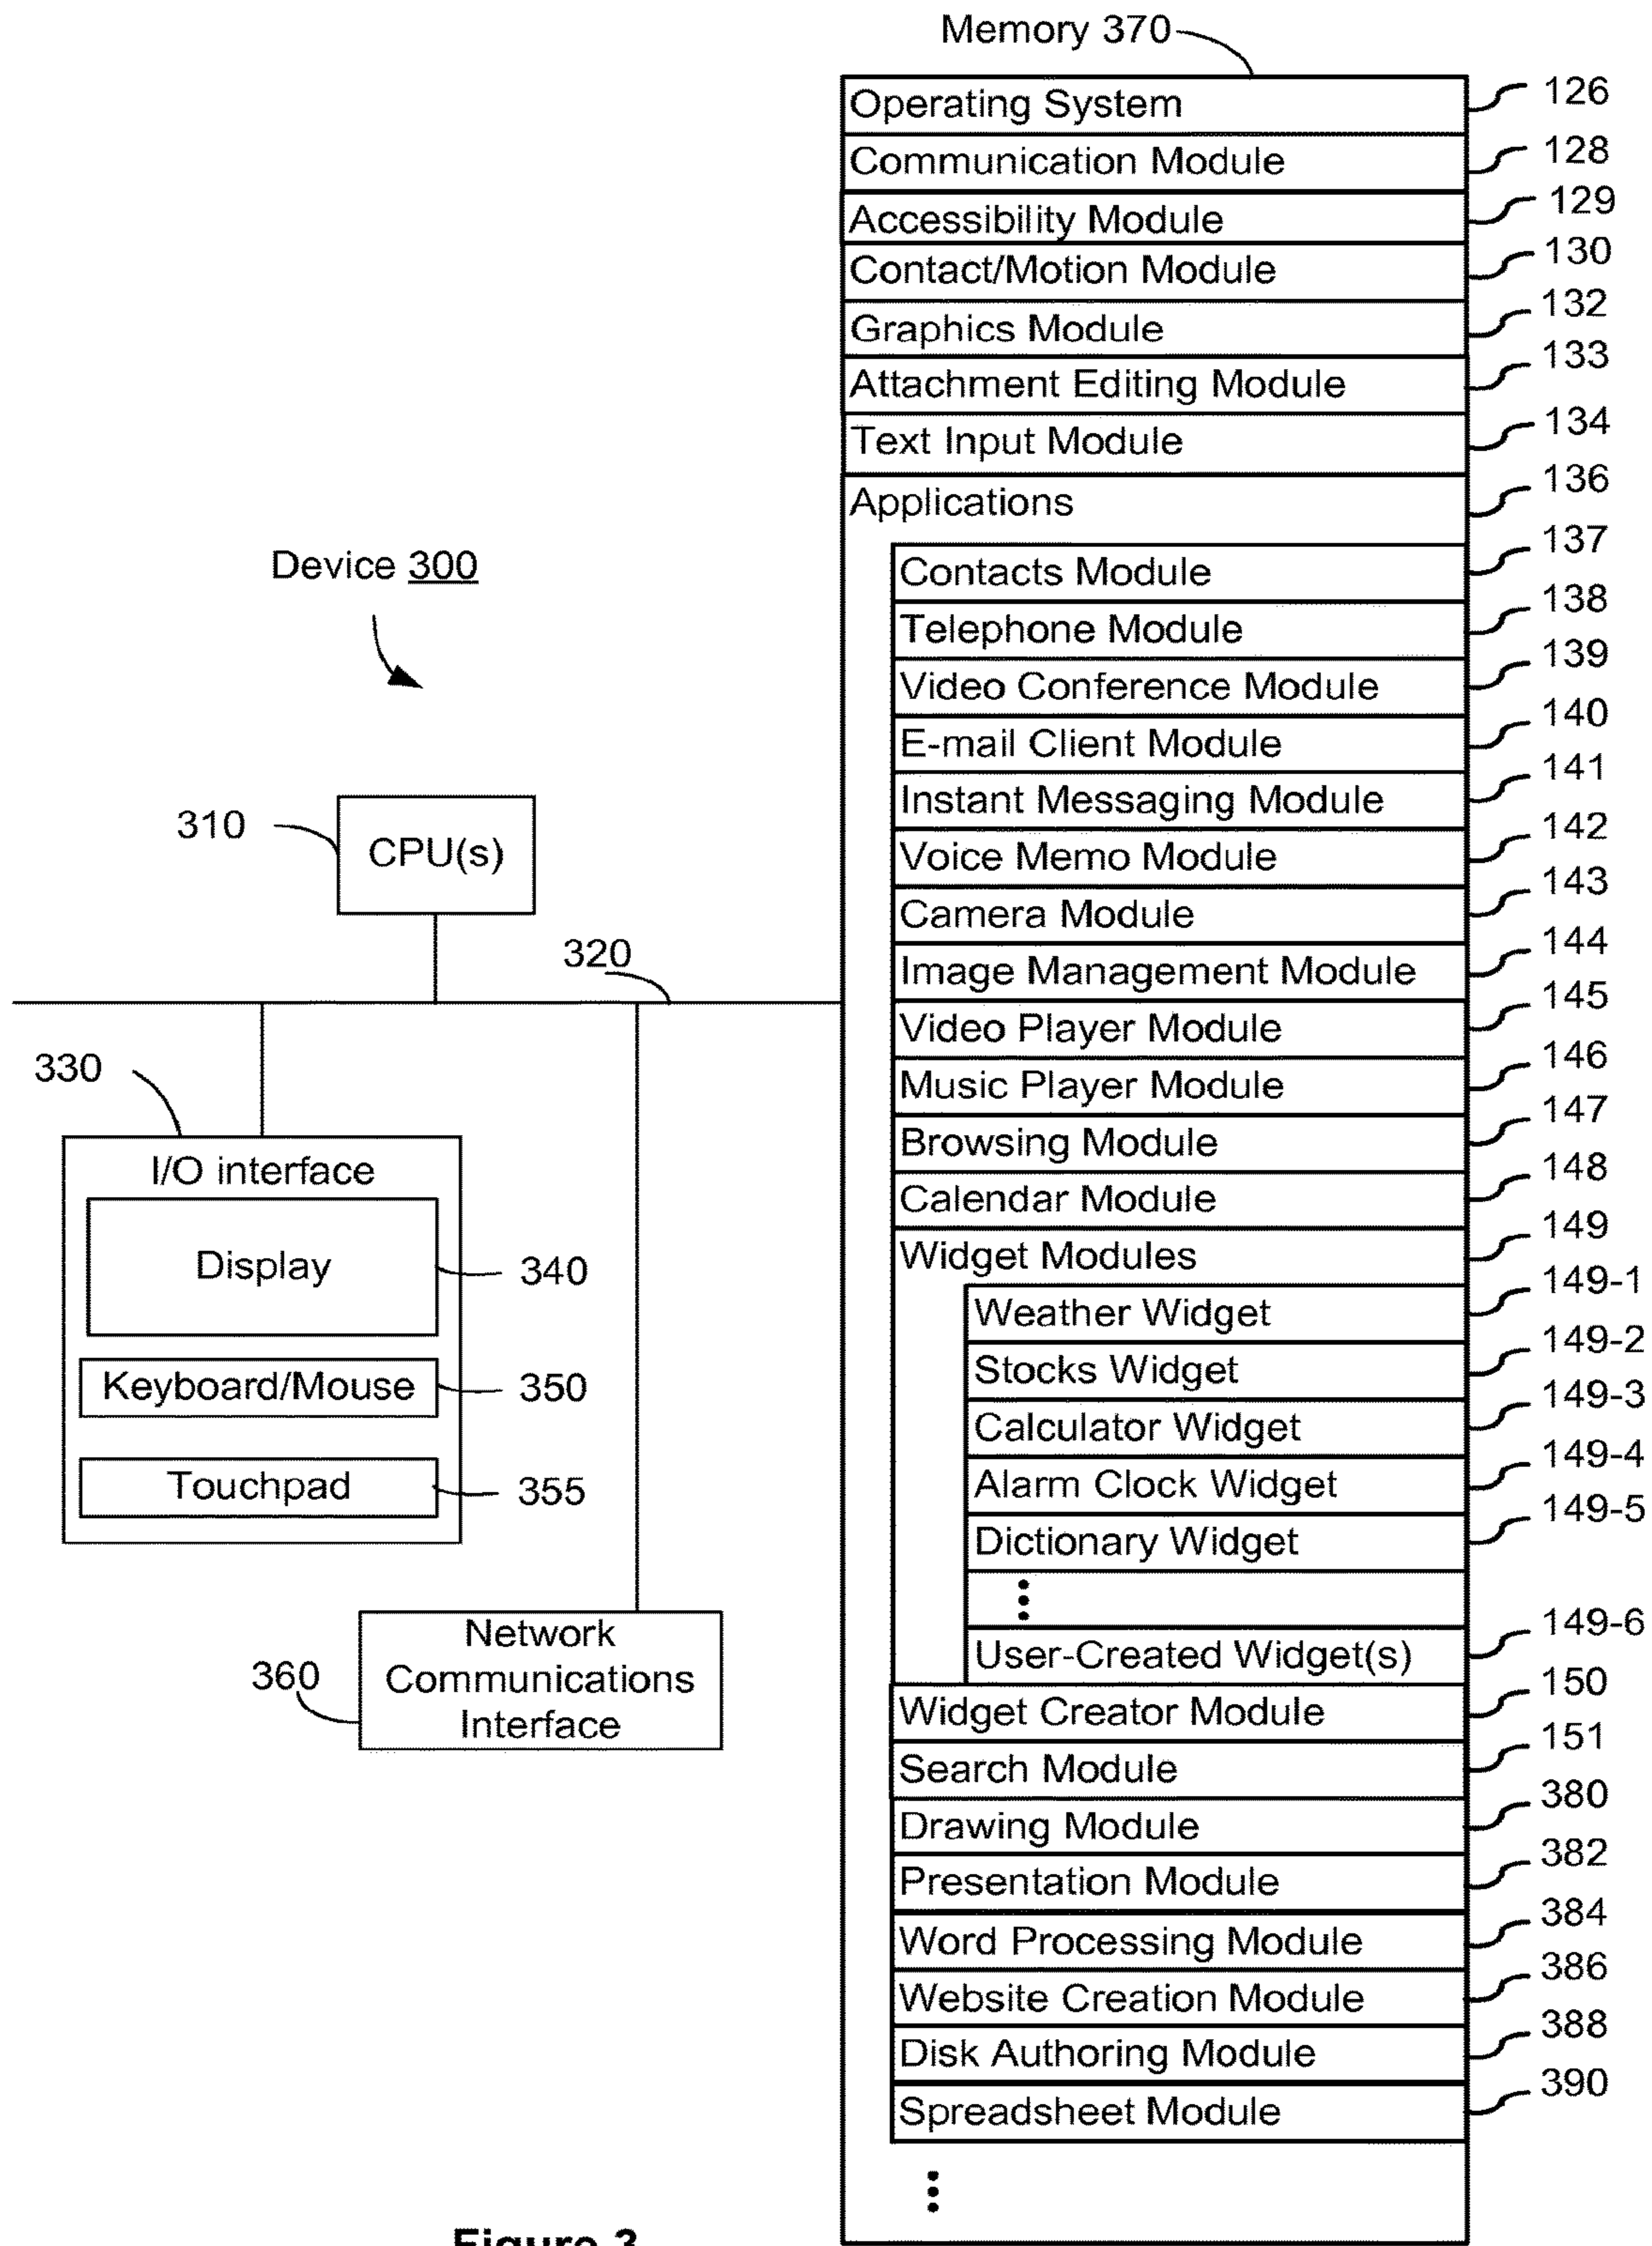 Memory 370
Operating System 126
Communication Module 128
Accessibility Module 129
Contact/Motion Module 130
Graphics Module 132
Attachment Editing Module 133
Text Input Module 134
Applications 136
Contacts Module 137
Telephone Module 138
Video Conference Module 139
E-mail Client Module 140
Instant Messaging Module 141
Voice Memo Module 142
Camera Module 143
Image Management Module 144
Video Player Module 145
Music Player Module 146
Browsing Module 147
Calendar Module 148
Widget Modules 149
Weather Widget 149-1
Stocks Widget 149-2
Calculator Widget 149-3
Alarm Clock Widget 149-4
Dictionary Widget 149-5
User-Created Widget(s) 149-6
Widget Creator Module 150
Search Module 151
Drawing Module 380
Presentation Module 382
Word Processing Module 384
Website Creation Module 386
Disk Authoring Module 388
Spreadsheet Module 390
Device 300
310
CPU(s)
320
330
I/O interface
Display 340
Keyboard/Mouse 350
Touchpad 355
360
Network
Communications
Interface
Figure 3